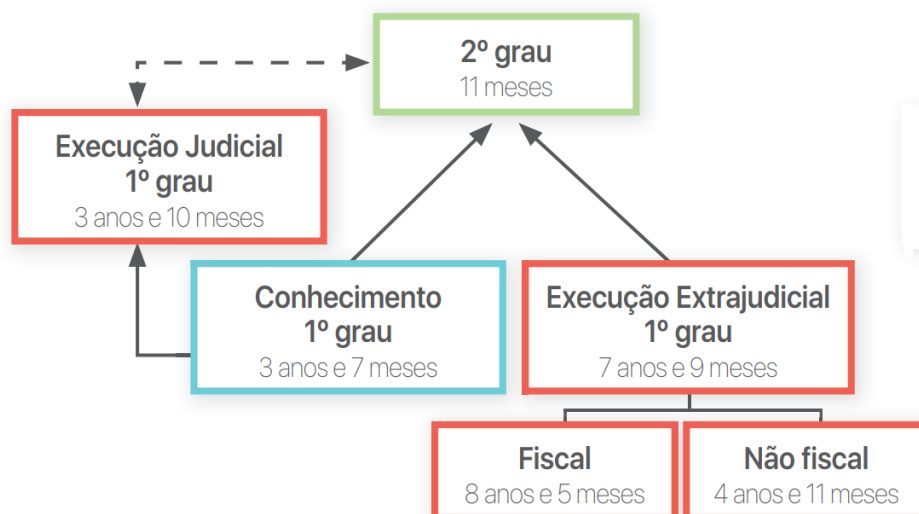 2º grau
11 meses
Execução Judicial
1º grau
3 anos e 10 meses
Conhecimento
1º grau
3 anos e 7 meses
Execução Extrajudicial
1º grau
7 anos e 9 meses
Fiscal
8 anos e 5 meses
Não fiscal
4 anos e 11 meses